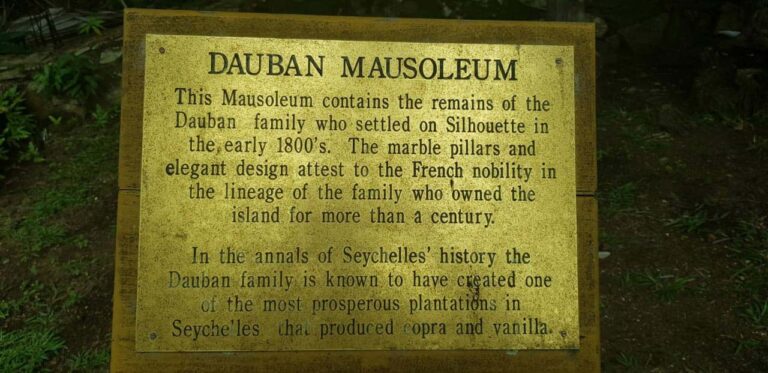 DAUBAN MAUSOLEUM
This Mausoleum contains the remains of the
Dauban family who settled on Silhouette in
the early 1800's. The marble pillars and
elegant design attest to the French nobility in
the lineage of the family who owned the
island for more than a century.
In the annals of Seychelles' history the
Dauban family is known to have created one
of the most prosperous plantations in
Seychelles that produced copra and vanilla.